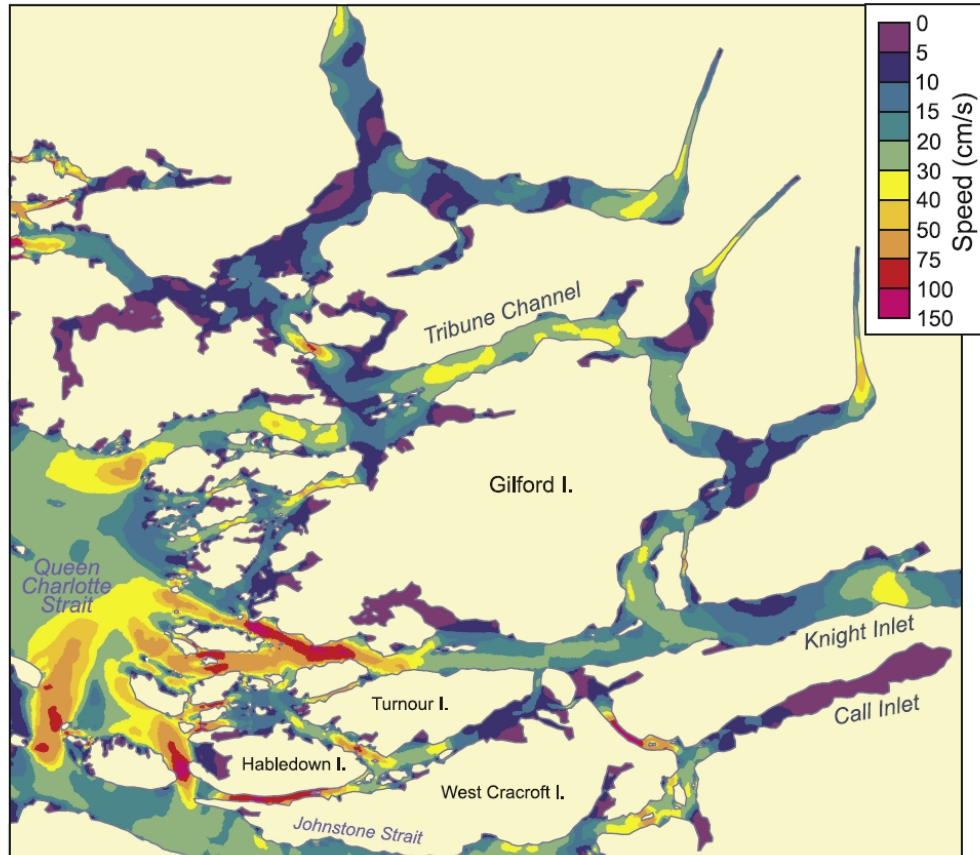 0
5
10
15
20
30
40
50
75
100
150
Speed (cm/s)
Tribune Channel
Gilford I.
Queen
Charlotte
Strait
Knight Inlet
Turnour I.
Call Inlet
Habledown I.
West Cracroft I.
Johnstone Strait